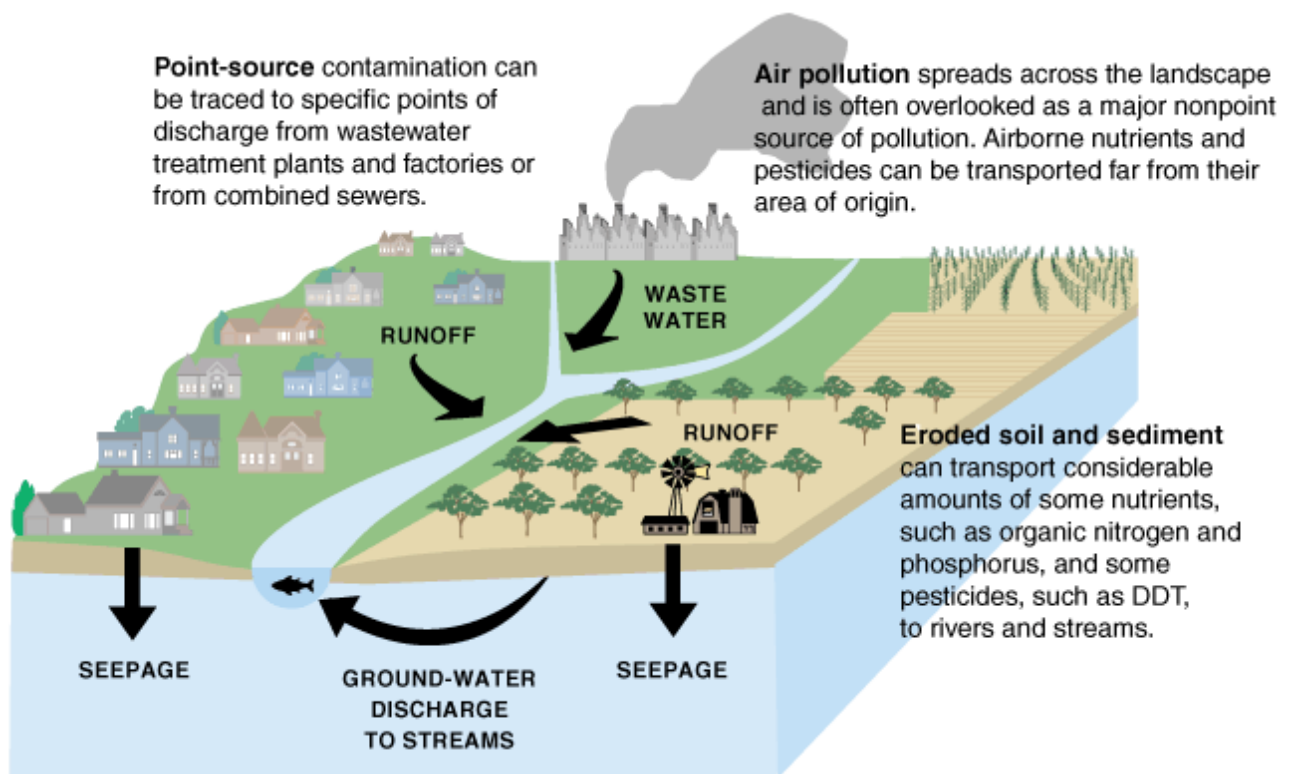 Point-source contamination can
be traced to specific points of
discharge from wastewater
treatment plants and factories or
from combined sewers.
Air pollution spreads across the landscape
and is often overlooked as a major nonpoint
source of pollution. Airborne nutrients and
pesticides can be transported far from their
area of origin.
WASTE
WATER
RUNOFF
RUNOFF
Eroded soil and sediment
can transport considerable
amounts of some nutrients,
such as organic nitrogen and
phosphorus, and some
pesticides, such as DDT,
to rivers and streams.
SEEPAGE
GROUND-WATER
DISCHARGE
TO STREAMS
SEEPAGE